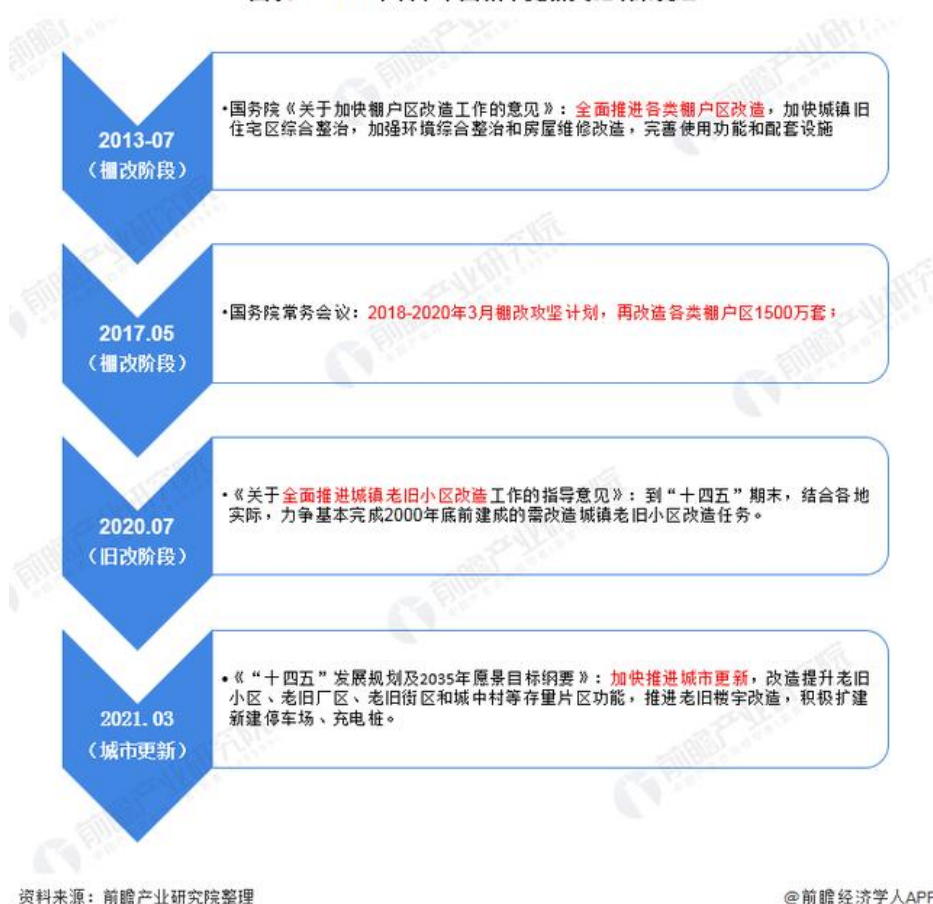 2013-07
（棚改阶段）
•国务院《关于加快棚户区改造工作的意见》：全面推进各类棚户区改造，加快城镇旧
住宅区综合整治，加强环境综合整治和房屋维修改造，完善使用功能和配套设施
2017.05
（棚改阶段）
•国务院常务会议：2018-2020年3月棚改攻坚计划，再改造各类棚户区1500万套；
2020.07
（旧改阶段）
•《关于全面推进城镇老旧小区改造工作的指导意见》：到“十四五”期末，结合各地
实际，力争基本完成2000年底前建成的需改造城镇老旧小区改造任务。
2021.03
（城市更新）
•《“十四五”发展规划及2035年愿景目标纲要》：加快推进城市更新，改造提升老旧
小区、老旧厂区、老旧街区和城中村等存量片区功能，推进老旧楼宇改造，积极扩建
新建停车场、充电桩。
资料来源：前瞻产业研究院整理
@前瞻经济学人APP
前瞻产业研究院